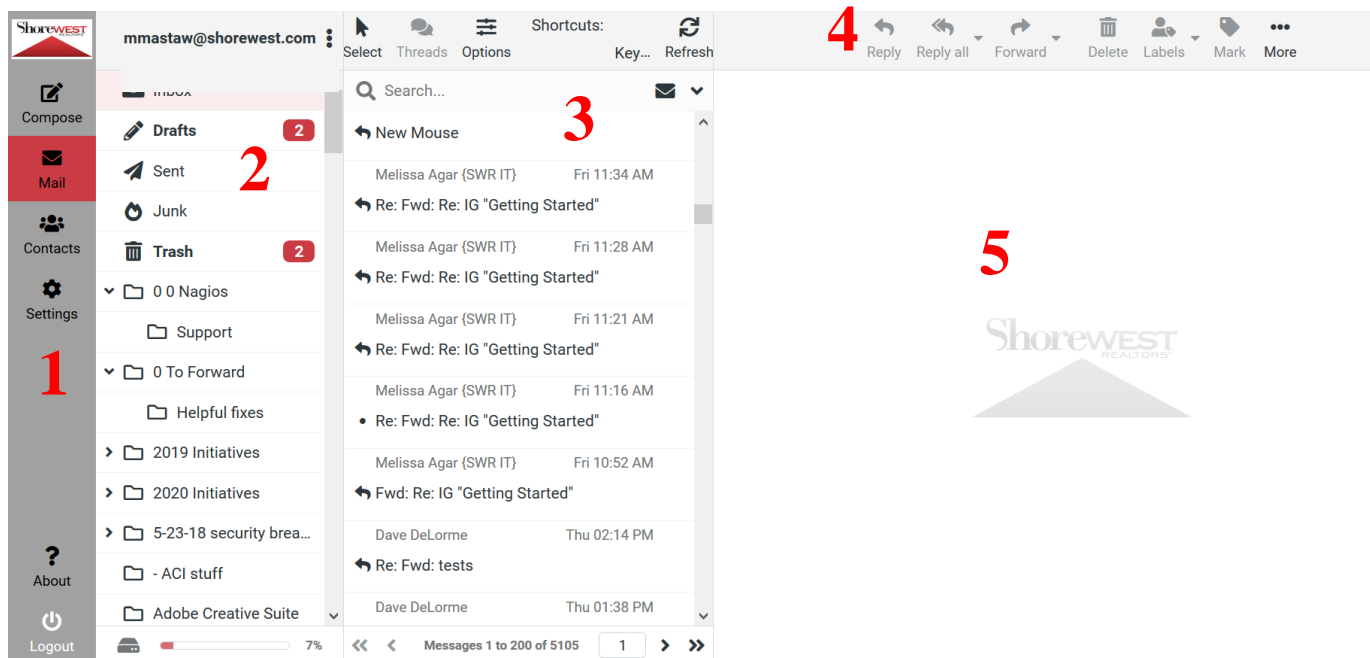 ShoreWEST
REALTORS
Compose
Mail
Contacts
Settings
1
About
Logout
mmastaw@shorewest.com
Inbox
Drafts 2
2
Sent
Junk
Trash 2
0 0 Nagios
Support
0 To Forward
Helpful fixes
2019 Initiatives
2020 Initiatives
5-23-18 security brea...
- ACI stuff
Adobe Creative Suite
7%
Select Threads Options Shortcuts: Key... Refresh
Search...
3
New Mouse
Melissa Agar {SWR IT} Fri 11:34 AM
Re: Fwd: Re: IG "Getting Started"
Melissa Agar {SWR IT} Fri 11:28 AM
Re: Fwd: Re: IG "Getting Started"
Melissa Agar {SWR IT} Fri 11:21 AM
Re: Fwd: Re: IG "Getting Started"
Melissa Agar {SWR IT} Fri 11:16 AM
• Re: Fwd: Re: IG "Getting Started"
Melissa Agar {SWR IT} Fri 10:52 AM
Fwd: Re: IG "Getting Started"
Dave DeLorme Thu 02:14 PM
Re: Fwd: tests
Dave DeLorme Thu 01:38 PM
Messages 1 to 200 of 5105 1
4 Reply Reply all Forward Delete Labels Mark More
5
ShoreWEST
REALTORS